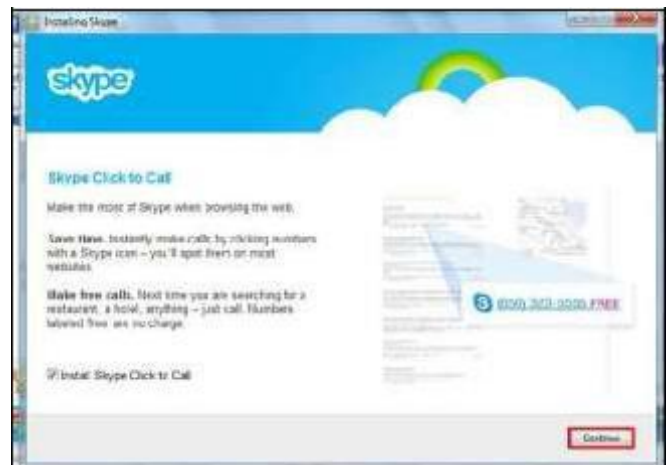 Installing Skype
skype
Skype Click to Call
Make the most of Skype when browsing the web.
Save time. Instantly make calls by clicking numbers
with a Skype icon – you'll spot them on most
websites
Make free calls. Next time you are searching for a
restaurant, a hotel, anything – just call. Numbers
labeled free are no charge.
FREE
Install Skype Click to Call
Continue